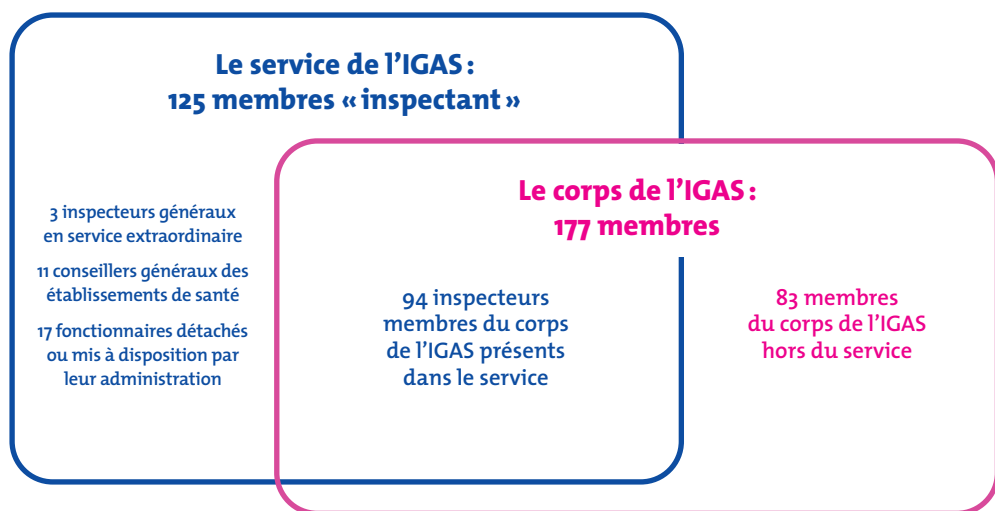 Le service de l’IGAS :
125 membres « inspectant »
Le corps de l’IGAS :
177 membres
3 inspecteurs généraux
en service extraordinaire
11 conseillers généraux des
établissements de santé
17 fonctionnaires détachés
ou mis à disposition par
leur administration
94 inspecteurs
membres du corps
de l’IGAS présents
dans le service
83 membres
du corps de l’IGAS
hors du service